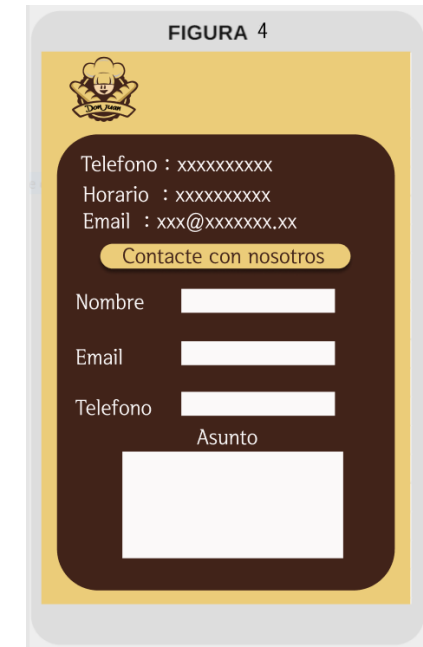 FIGURA 4
Don Juan
Telefono : xxxxxxxxxx
Horario : xxxxxxxxxx
Email : xxx@xxxxxxx.xx
Contacte con nosotros
Nombre
Email
Telefono
Asunto